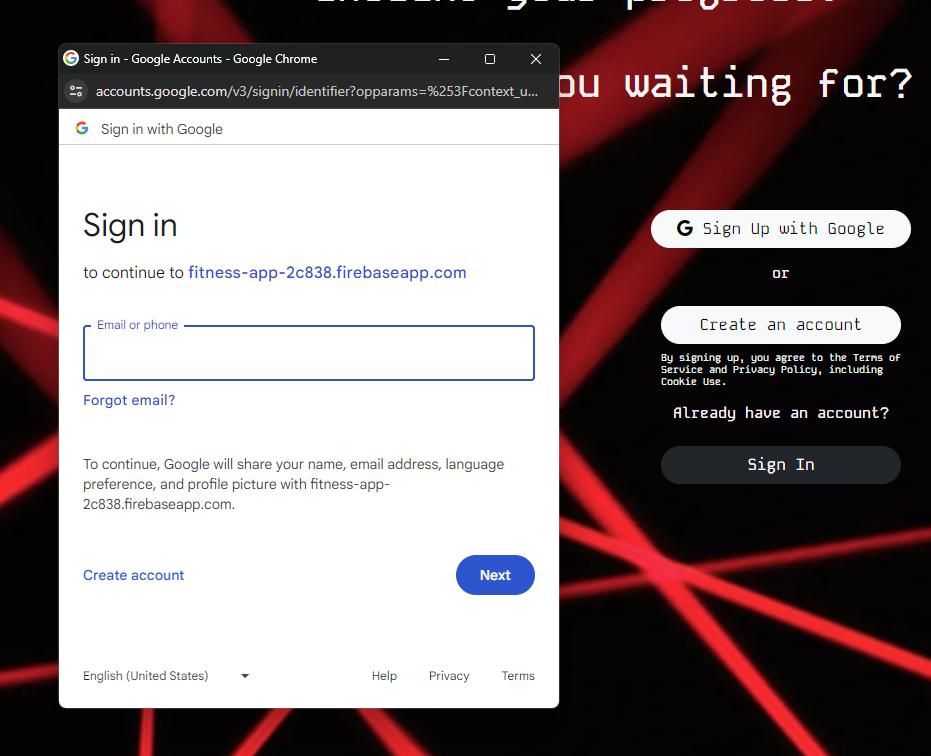 Sign in - Google Accounts - Google Chrome
accounts.google.com/v3/signin/identifier?opparams=%253Fcontext_u...
Sign in with Google
Sign in
to continue to fitness-app-2c838.firebaseapp.com
Email or phone
Forgot email?
To continue, Google will share your name, email address, language
preference, and profile picture with fitness-app-
2c838.firebaseapp.com.
Create account
Next
English (United States)
Help
Privacy
Terms
waiting for?
Sign Up with Google
or
Create an account
By signing up, you agree to the Terms of
Service and Privacy Policy, including
Cookie Use.
Already have an account?
Sign In